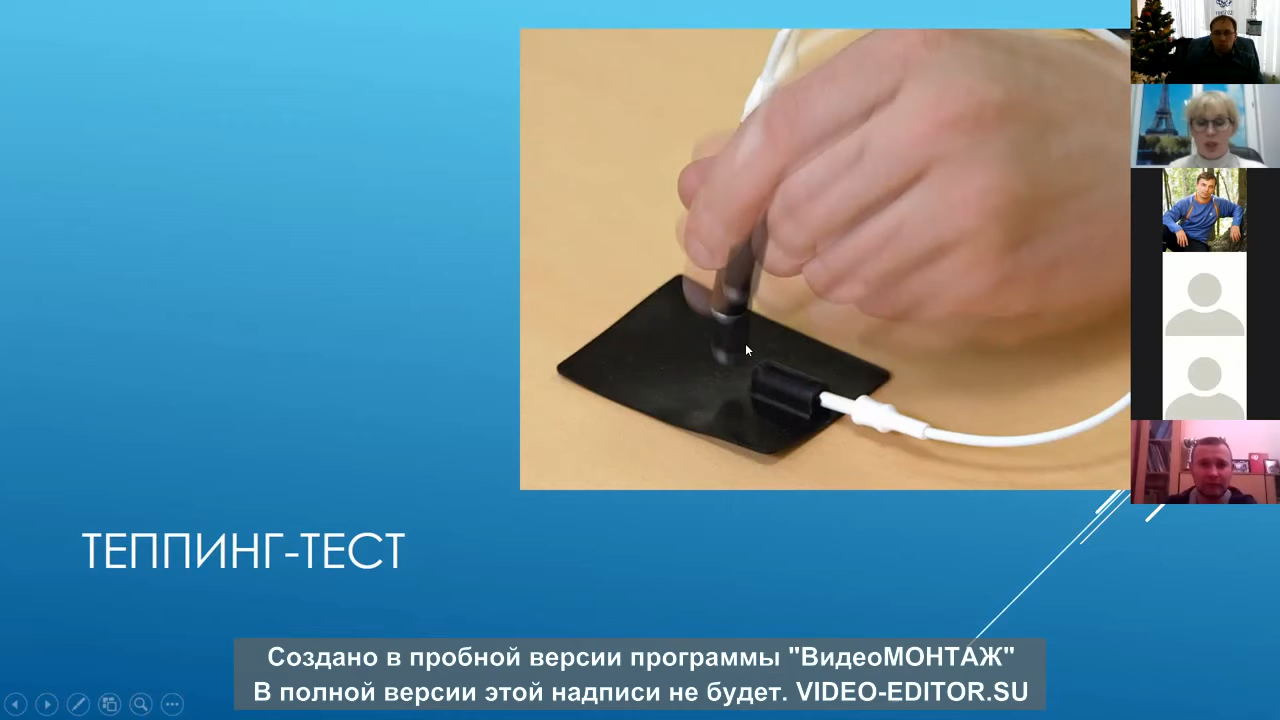 ТЕППИНГ-ТЕСТ
Создано в пробной версии программы "ВидеоМОНТАЖ"
В полной версии этой надписи не будет. VIDEO-EDITOR.SU